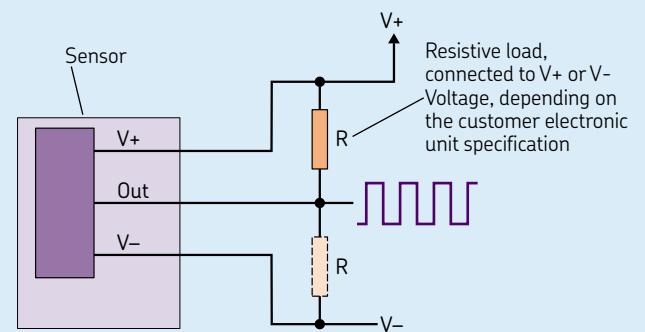 V+
Sensor
Resistive load,
connected to V+ or V-
Voltage, depending on
the customer electronic
unit specification
V+
R
Out
V–
R
V–